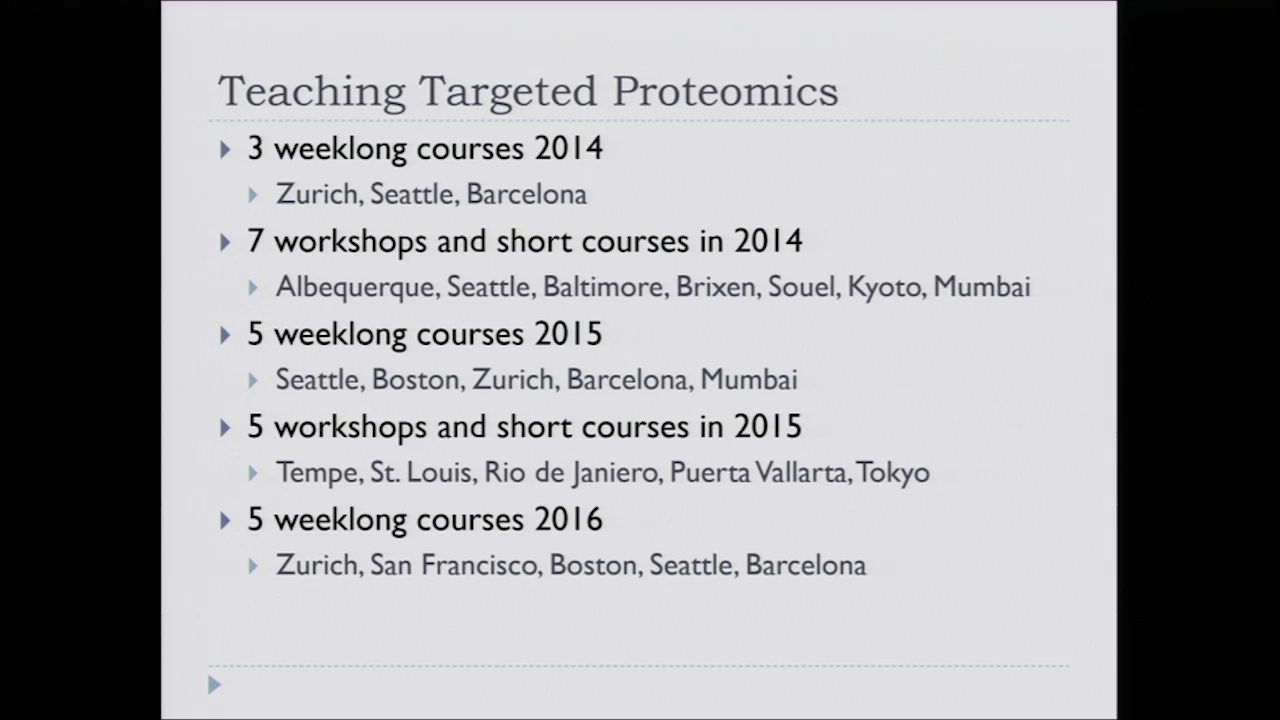 Teaching Targeted Proteomics
3 weeklong courses 2014
Zurich, Seattle, Barcelona
7 workshops and short courses in 2014
Albequerque, Seattle, Baltimore, Brixen, Souel, Kyoto, Mumbai
5 weeklong courses 2015
Seattle, Boston, Zurich, Barcelona, Mumbai
5 workshops and short courses in 2015
Tempe, St. Louis, Rio de Janiero, Puerta Vallarta, Tokyo
5 weeklong courses 2016
Zurich, San Francisco, Boston, Seattle, Barcelona